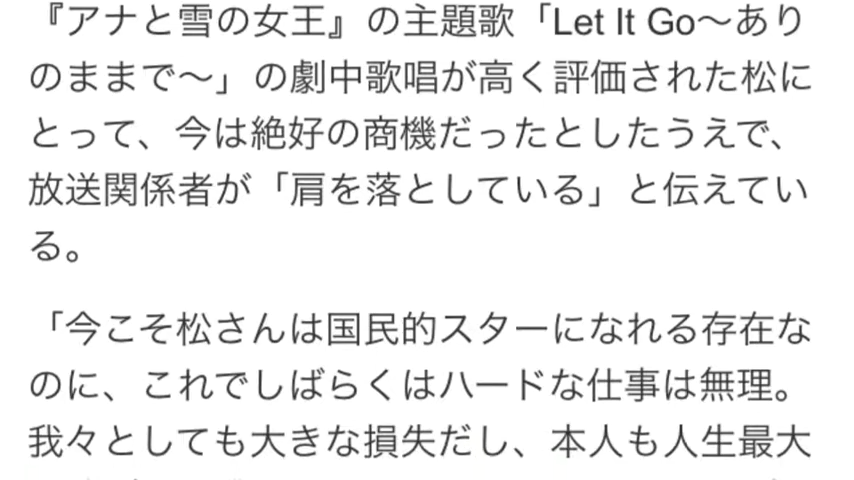 『アナと雪の女王』の主題歌「Let It Go～あり
のままで～」の劇中歌唱が高く評価された松に
とって、今は絶好の商機だったとしたうえで、
放送関係者が「肩を落としている」と伝えてい
る。
「今こそ松さんは国民的スターになれる存在な
のに、これでしばらくはハードな仕事は無理。
我々としても大きな損失だし、本人も人生最大